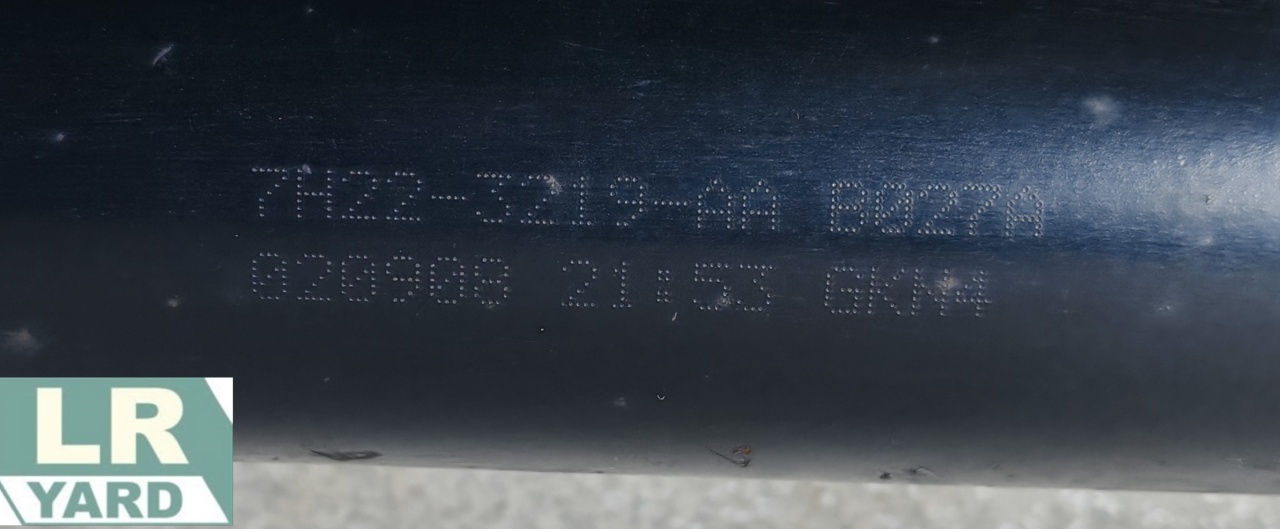 7H22-3219-AA B027A
020908 21:53 GKN4
LR
YARD